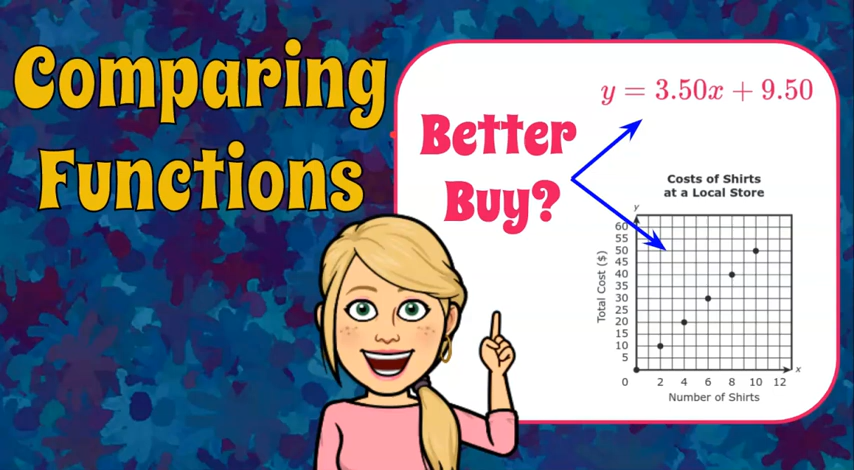 Comparing
Functions
y = 3.50x + 9.50
Better
Buy?
Costs of Shirts
at a Local Store
y
60
55
50
45
40
35
30
25
20
15
10
5
Total Cost ($)
0 2 4 6 8 10 12 x
Number of Shirts